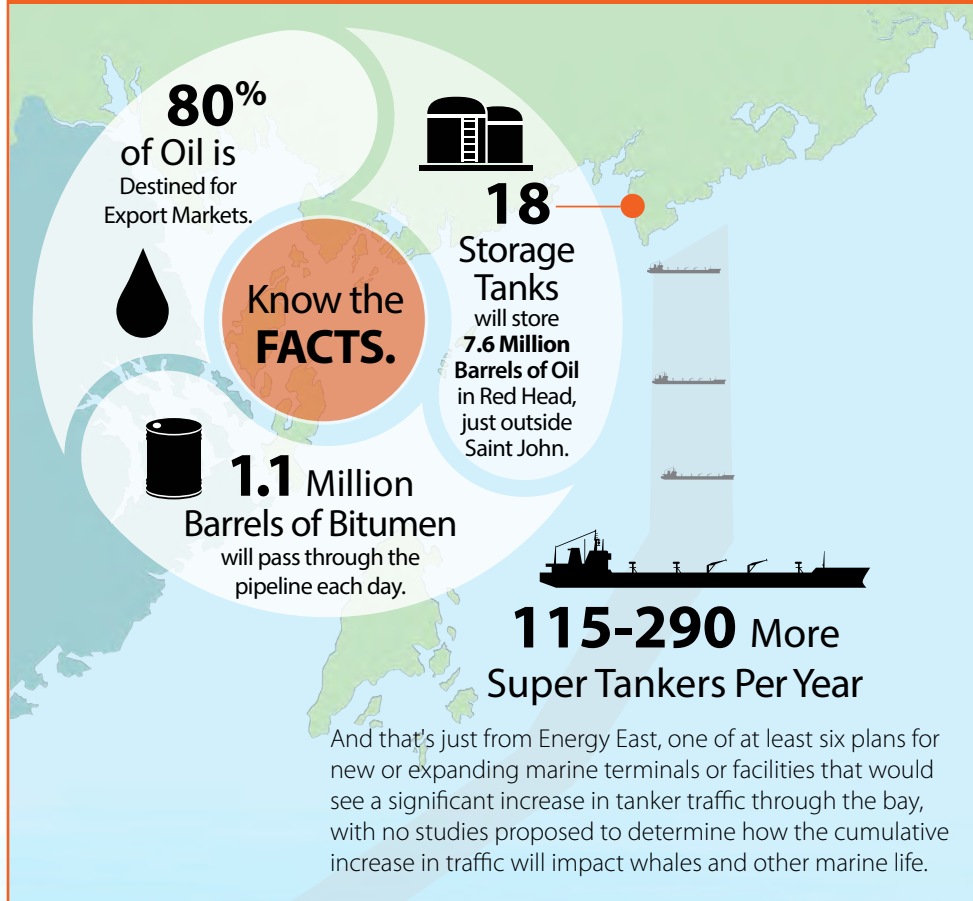 80%
of Oil is
Destined for
Export Markets.
18
Storage
Tanks
will store
7.6 Million
Barrels of Oil
in Red Head,
just outside
Saint John.
Know the
FACTS.
1.1 Million
Barrels of Bitumen
will pass through the
pipeline each day.
115-290 More
Super Tankers Per Year
And that's just from Energy East, one of at least six plans for
new or expanding marine terminals or facilities that would
see a significant increase in tanker traffic through the bay,
with no studies proposed to determine how the cumulative
increase in traffic will impact whales and other marine life.